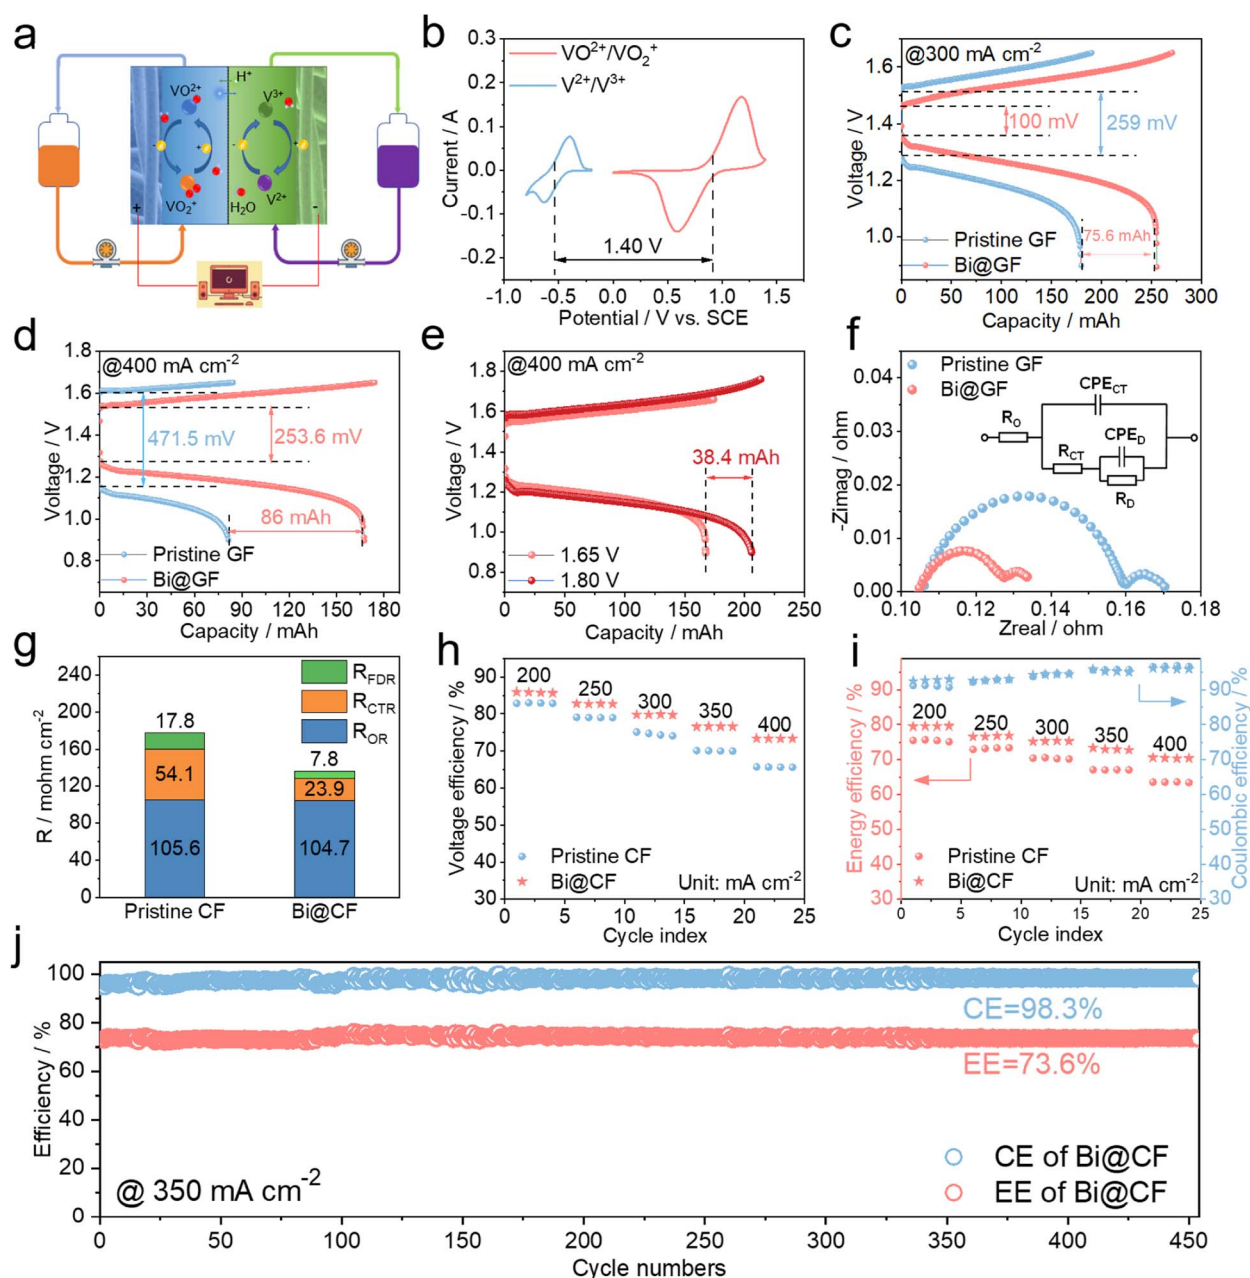 a
VO²⁺
H⁺
V³⁺
-
+
-
+
VO₂⁺
H₂O
V²⁺
+
-
b
0.3
0.2
0.1
0.0
-0.1
-0.2
Current / A
VO²⁺/VO₂⁺
V²⁺/V³⁺
1.40 V
-1.0 -0.5 0.0 0.5 1.0
Potential / V vs. SCE
c
@300 mA cm⁻²
1.6
1.4
1.2
1.0
Voltage / V
100 mV
259 mV
75.6 mAh
Pristine GF
Bi@GF
0 50 100 150 200 250 300
Capacity / mAh
d
@400 mA cm⁻²
1.8
1.6
1.4
1.2
1.0
0.8
Voltage / V
471.5 mV
253.6 mV
86 mAh
Pristine GF
Bi@GF
0 30 60 90 120 150 180
Capacity / mAh
e
@400 mA cm⁻²
1.8
1.6
1.4
1.2
1.0
0.8
Voltage / V
38.4 mAh
1.65 V
1.80 V
0 50 100 150 200 250
Capacity / mAh
f
0.04
0.03
0.02
0.01
0.00
-Zimag / ohm
Pristine GF
Bi@GF
CPE_CT
R_O
CPE_D
R_CT
R_D
0.10 0.12 0.14 0.16 0.18
Zreal / ohm
g
240
200
160
120
80
40
0
R / mohm cm⁻²
R_FDR
R_CTR
R_OR
17.8
54.1
105.6
7.8
23.9
104.7
Pristine CF Bi@CF
h
90
80
70
60
50
40
30
Voltage efficiency / %
200
250
300
350
400
Pristine CF
Bi@CF
Unit: mA cm⁻²
0 5 10 15 20 25
Cycle index
i
90
80
70
60
50
40
30
Energy efficiency / %
200
250
300
350
400
Pristine CF
Bi@CF
Unit: mA cm⁻²
90
80
70
60
50
40
30
Coulombic efficiency / %
0 5 10 15 20 25
Cycle index
j
100
80
60
40
20
0
Efficiency / %
CE=98.3%
EE=73.6%
CE of Bi@CF
EE of Bi@CF
@ 350 mA cm⁻²
0 50 100 150 200 250 300 350 400 450
Cycle numbers